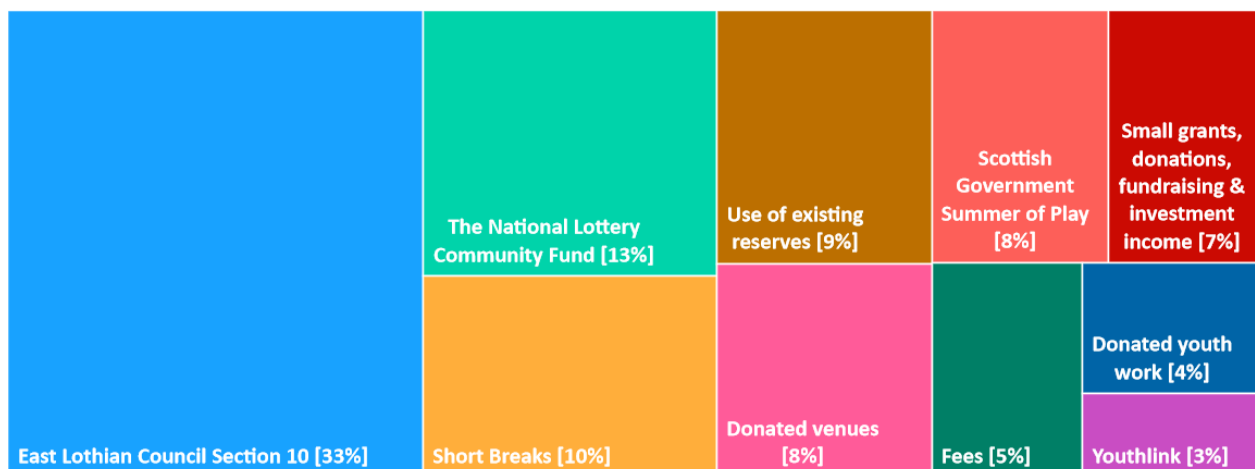 East Lothian Council Section 10 [33%]
The National Lottery
Community Fund [13%]
Short Breaks [10%]
Use of existing
reserves [9%]
Donated venues
[8%]
Scottish
Government
Summer of Play
[8%]
Small grants,
donations,
fundraising &
investment
income [7%]
Fees [5%]
Donated youth
work [4%]
Youthlink [3%]